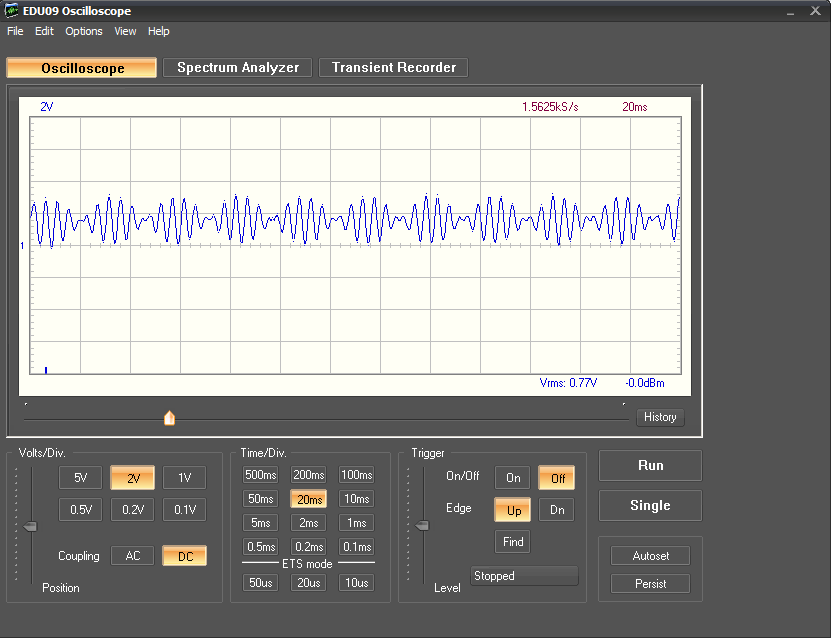 EDU09 Oscilloscope
File Edit Options View Help
Oscilloscope Spectrum Analyzer Transient Recorder
2V 1.5625kS/s 20ms
1
Vrms: 0.77V -0.0dBm
History
Volts/Div. Time/Div. Trigger
5V 2V 1V
0.5V 0.2V 0.1V
Coupling AC DC
Position
500ms 200ms 100ms
50ms 20ms 10ms
5ms 2ms 1ms
0.5ms 0.2ms 0.1ms
ETS mode
50us 20us 10us
On/Off On Off
Edge Up Dn
Find
Stopped
Level
Run
Single
Autoset
Persist